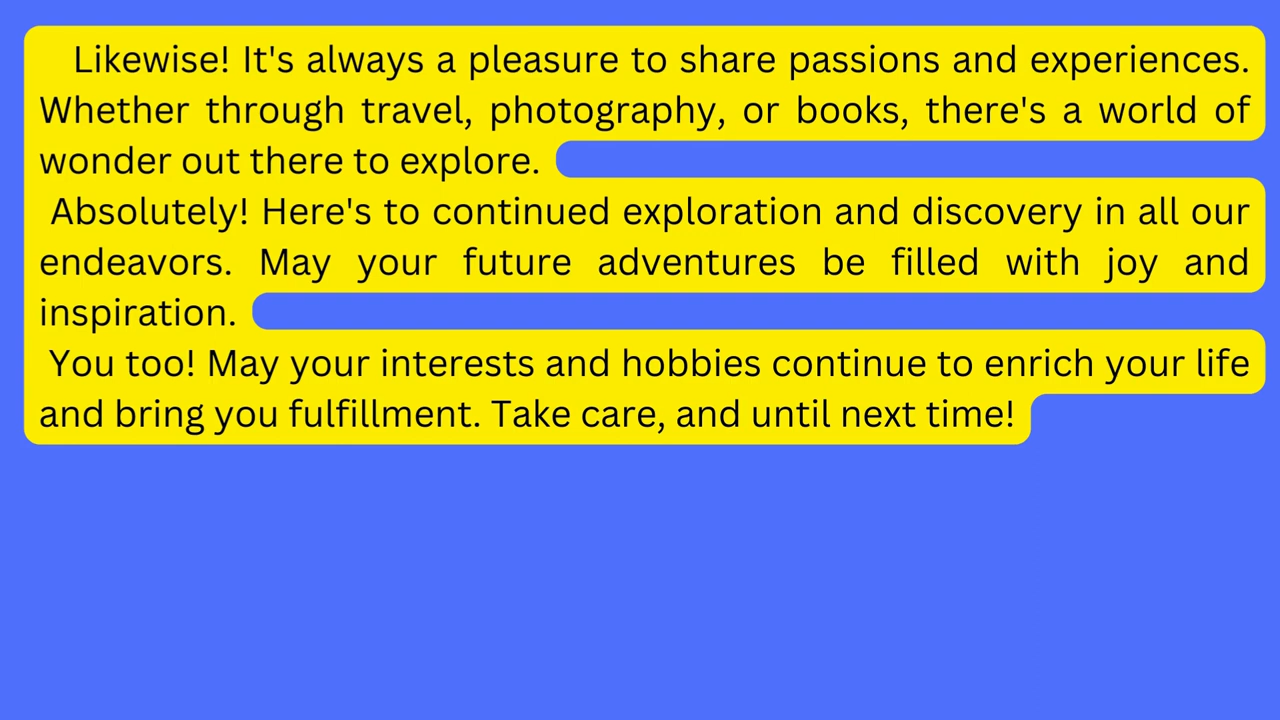 Likewise! It's always a pleasure to share passions and experiences.
Whether through travel, photography, or books, there's a world of
wonder out there to explore.
Absolutely! Here's to continued exploration and discovery in all our
endeavors. May your future adventures be filled with joy and
inspiration.
You too! May your interests and hobbies continue to enrich your life
and bring you fulfillment. Take care, and until next time!